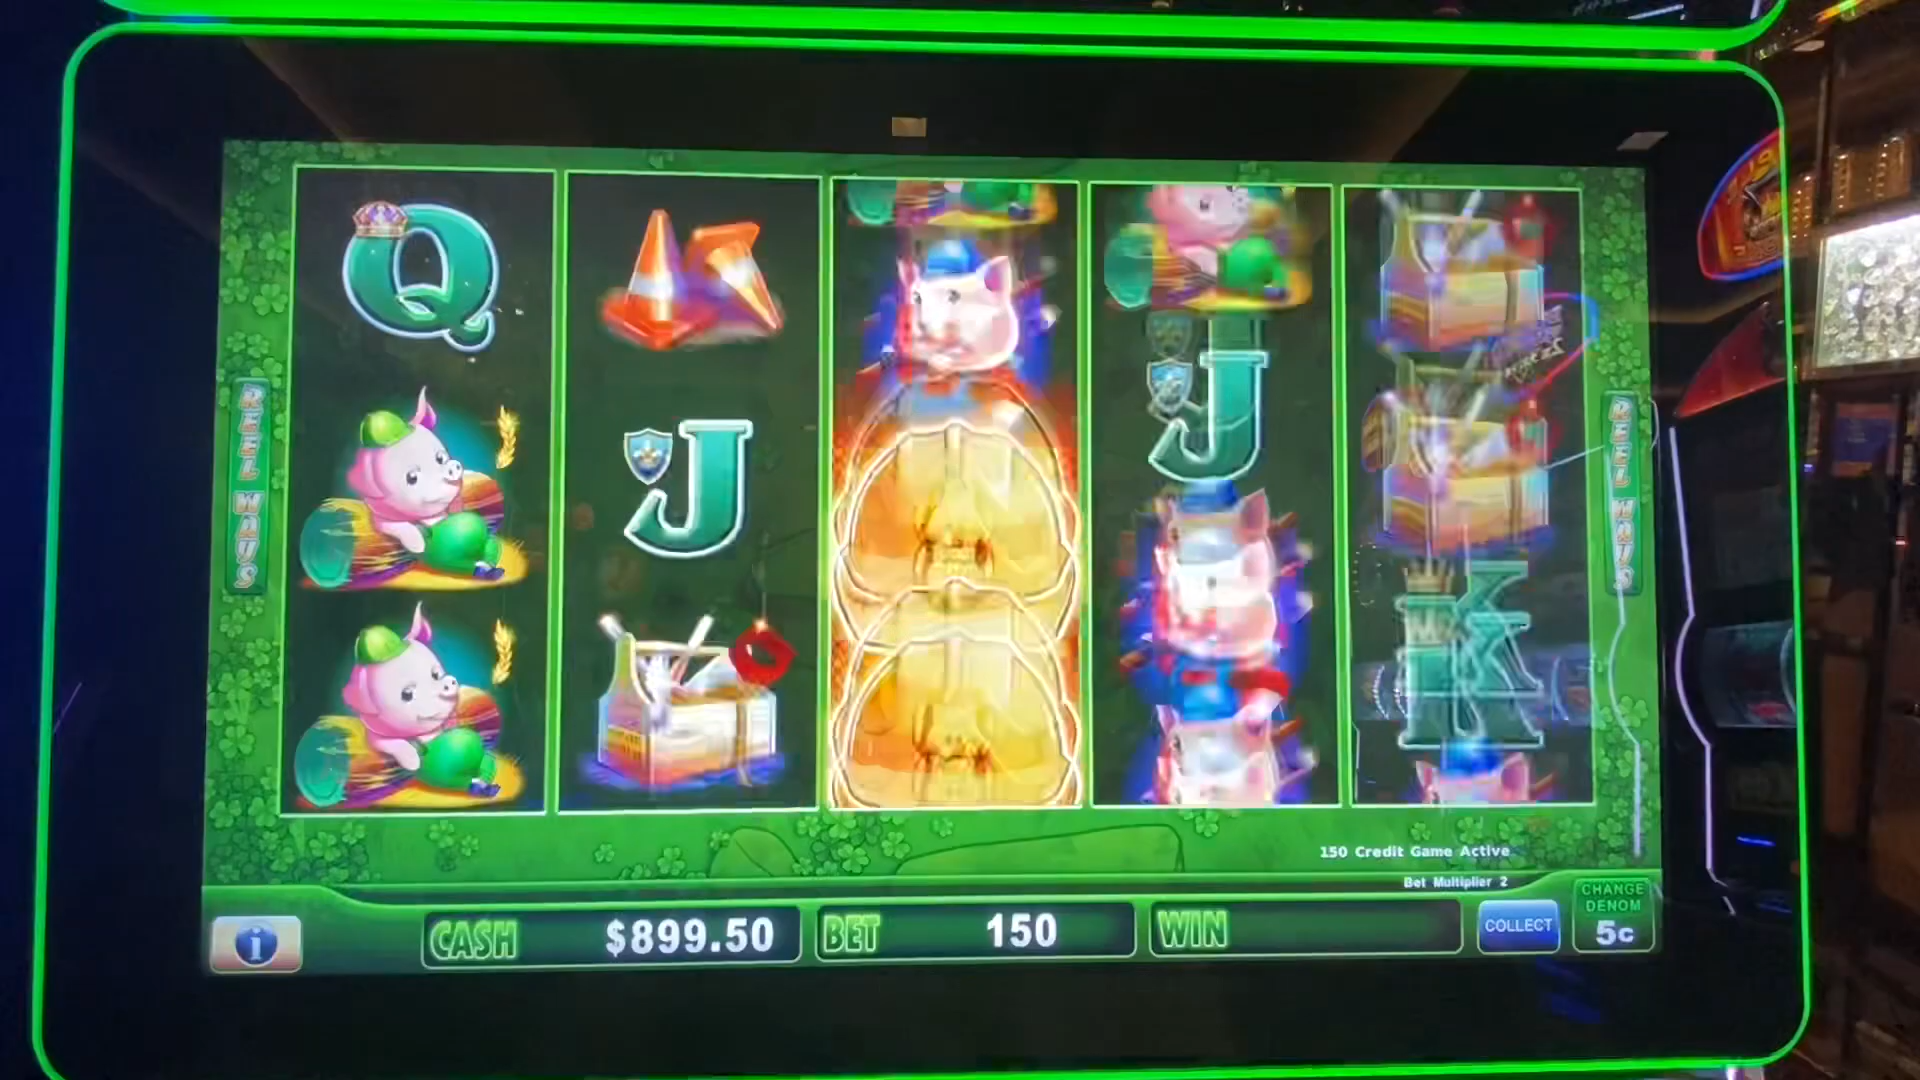 Q
J
J
K
REEL WAYS
REEL WAYS
150 Credit Game Active
Bet Multiplier 2
CASH $899.50
BET 150
WIN
COLLECT
CHANGE
DENOM
5c